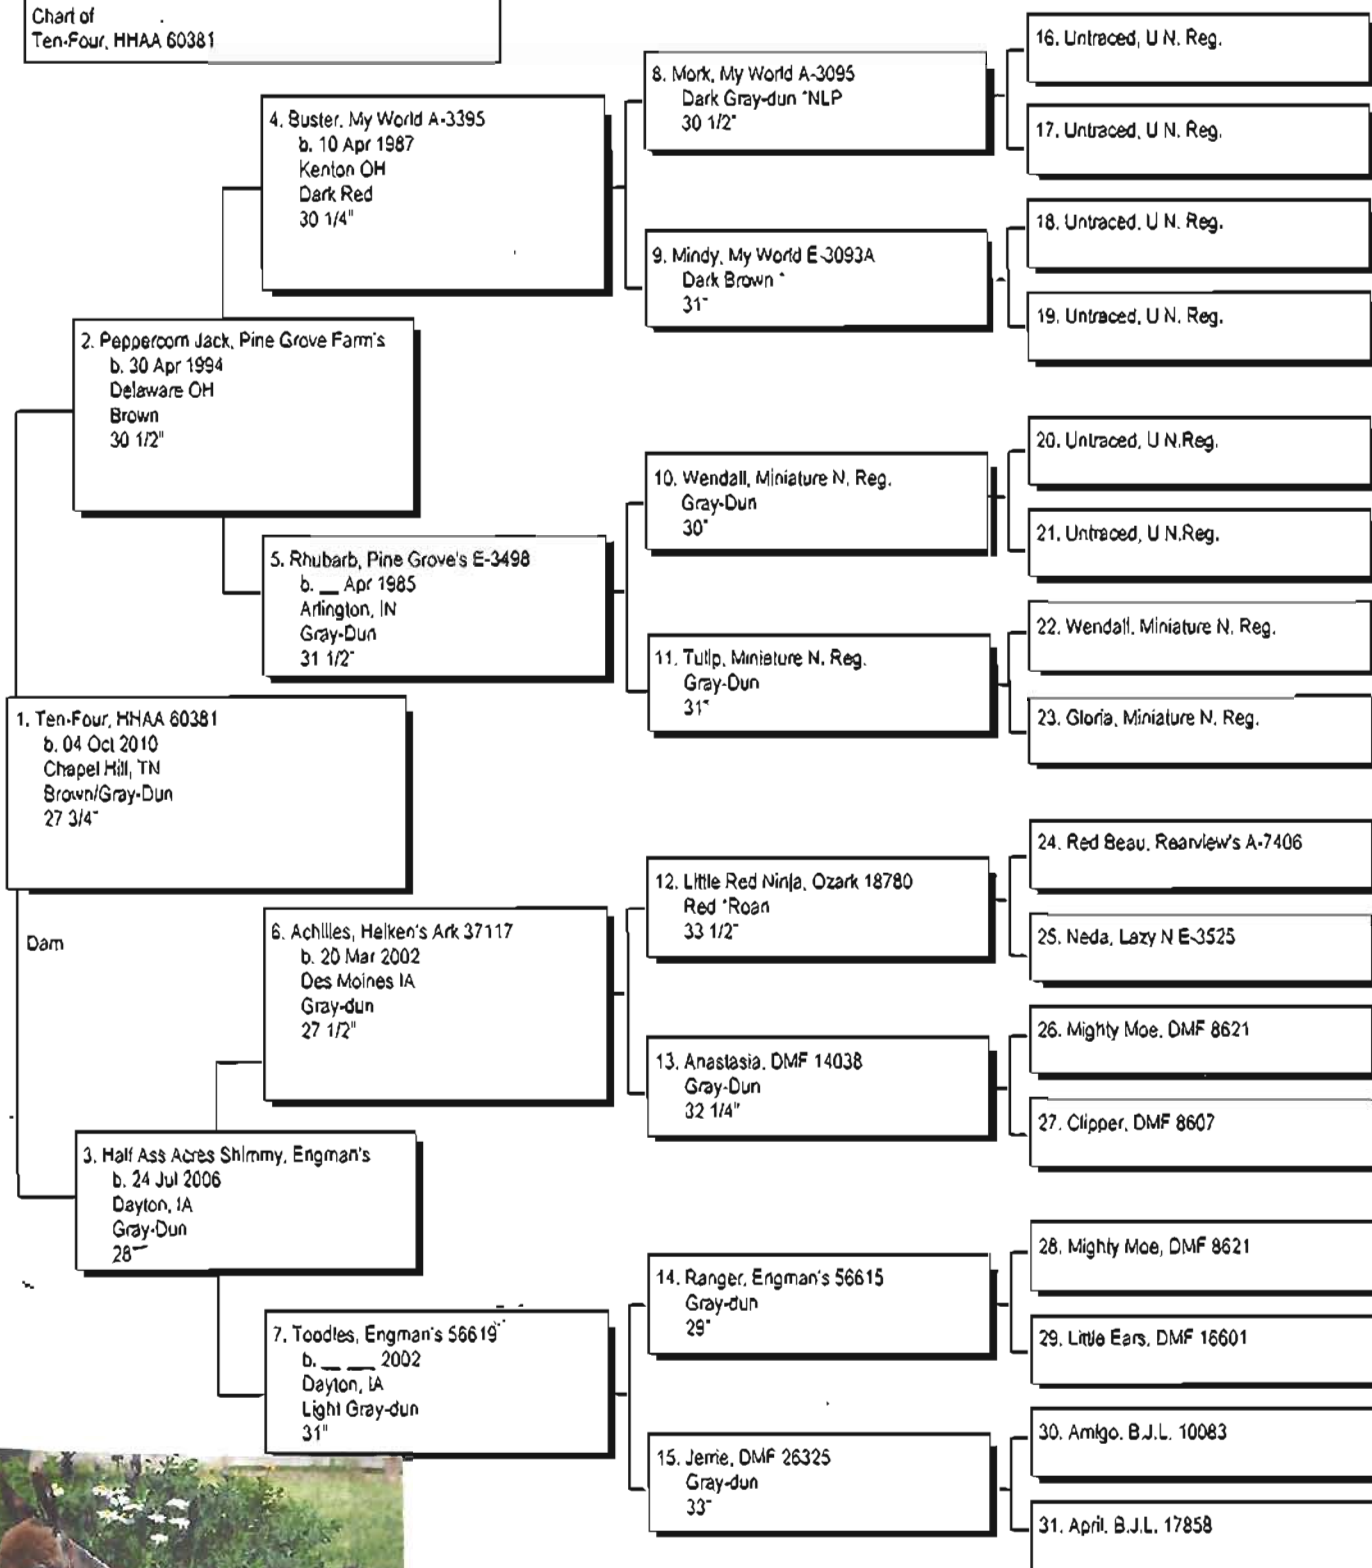 Chart of
Ten-Four, HHAA 60381
1. Ten-Four, HHAA 60381
b. 04 Oct 2010
Chapel Hill, TN
Brown/Gray-Dun
27 3/4"
2. Peppercorn Jack, Pine Grove Farm's
b. 30 Apr 1994
Delaware OH
Brown
30 1/2"
Dam
3. Half Ass Acres Shimmy, Engman's
b. 24 Jul 2006
Dayton, IA
Gray-Dun
28"
4. Buster, My World A-3395
b. 10 Apr 1987
Kenton OH
Dark Red
30 1/4"
5. Rhubarb, Pine Grove's E-3498
b. __ Apr 1985
Arlington, IN
Gray-Dun
31 1/2"
6. Achilles, Heiken's Ark 37117
b. 20 Mar 2002
Des Moines IA
Gray-dun
27 1/2"
7. Toodles, Engman's 56619
b. __ ___ 2002
Dayton, IA
Light Gray-dun
31"
8. Mork, My World A-3095
Dark Gray-dun *NLP
30 1/2"
9. Mindy, My World E-3093A
Dark Brown *
31"
10. Wendall, Miniature N. Reg.
Gray-Dun
30"
11. Tulip, Miniature N. Reg.
Gray-Dun
31"
12. Little Red Ninja, Ozark 18780
Red *Roan
33 1/2"
13. Anastasia, DMF 14038
Gray-Dun
32 1/4"
14. Ranger, Engman's 56615
Gray-dun
29"
15. Jerrie, DMF 26325
Gray-dun
33"
16. Untraced, U N. Reg.
17. Untraced, U N. Reg.
18. Untraced, U N. Reg.
19. Untraced, U N. Reg.
20. Untraced, U N.Reg.
21. Untraced, U N.Reg.
22. Wendall, Miniature N. Reg.
23. Gloria, Miniature N. Reg.
24. Red Beau, Rearview's A-7406
25. Neda, Lazy N E-3525
26. Mighty Moe, DMF 8621
27. Clipper, DMF 8607
28. Mighty Moe, DMF 8621
29. Little Ears, DMF 16601
30. Amigo, B.J.L. 10083
31. April, B.J.L. 17858